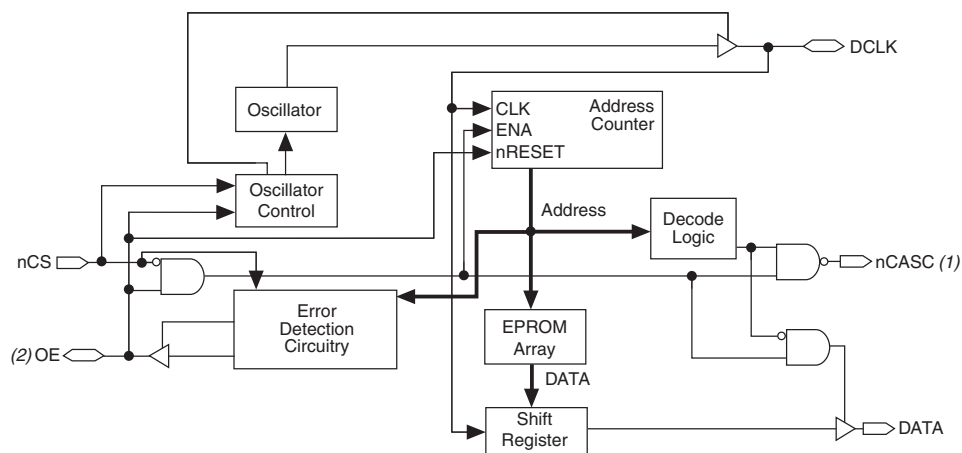 DCLK
Oscillator
CLK
Address
Counter
ENA
nRESET
Oscillator
Control
Address
Decode
Logic
nCS
nCASC (1)
Error
Detection
Circuitry
EPROM
Array
(2) OE
DATA
Shift
Register
DATA